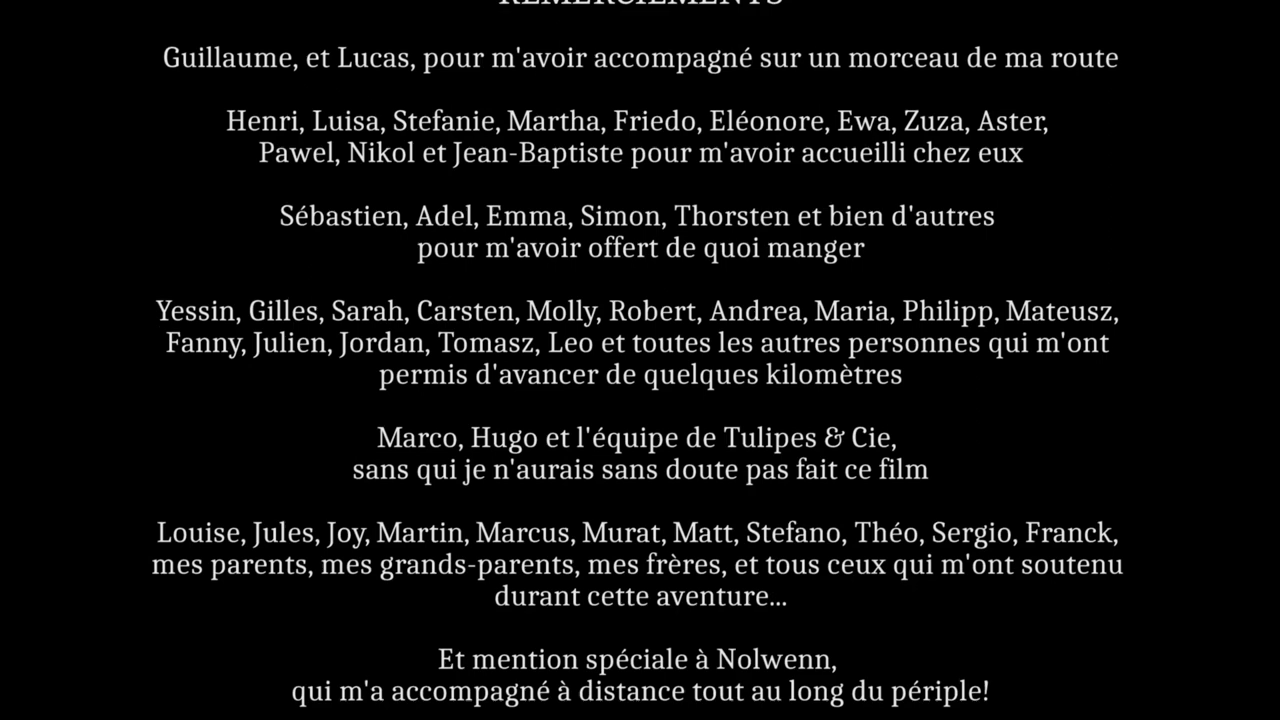 REMERCIEMENTS
Guillaume, et Lucas, pour m'avoir accompagné sur un morceau de ma route
Henri, Luisa, Stefanie, Martha, Friedo, Eléonore, Ewa, Zuza, Aster,
Pawel, Nikol et Jean-Baptiste pour m'avoir accueilli chez eux
Sébastien, Adel, Emma, Simon, Thorsten et bien d'autres
pour m'avoir offert de quoi manger
Yessin, Gilles, Sarah, Carsten, Molly, Robert, Andrea, Maria, Philipp, Mateusz,
Fanny, Julien, Jordan, Tomasz, Leo et toutes les autres personnes qui m'ont
permis d'avancer de quelques kilomètres
Marco, Hugo et l'équipe de Tulipes & Cie,
sans qui je n'aurais sans doute pas fait ce film
Louise, Jules, Joy, Martin, Marcus, Murat, Matt, Stefano, Théo, Sergio, Franck,
mes parents, mes grands-parents, mes frères, et tous ceux qui m'ont soutenu
durant cette aventure...
Et mention spéciale à Nolwenn,
qui m'a accompagné à distance tout au long du périple!